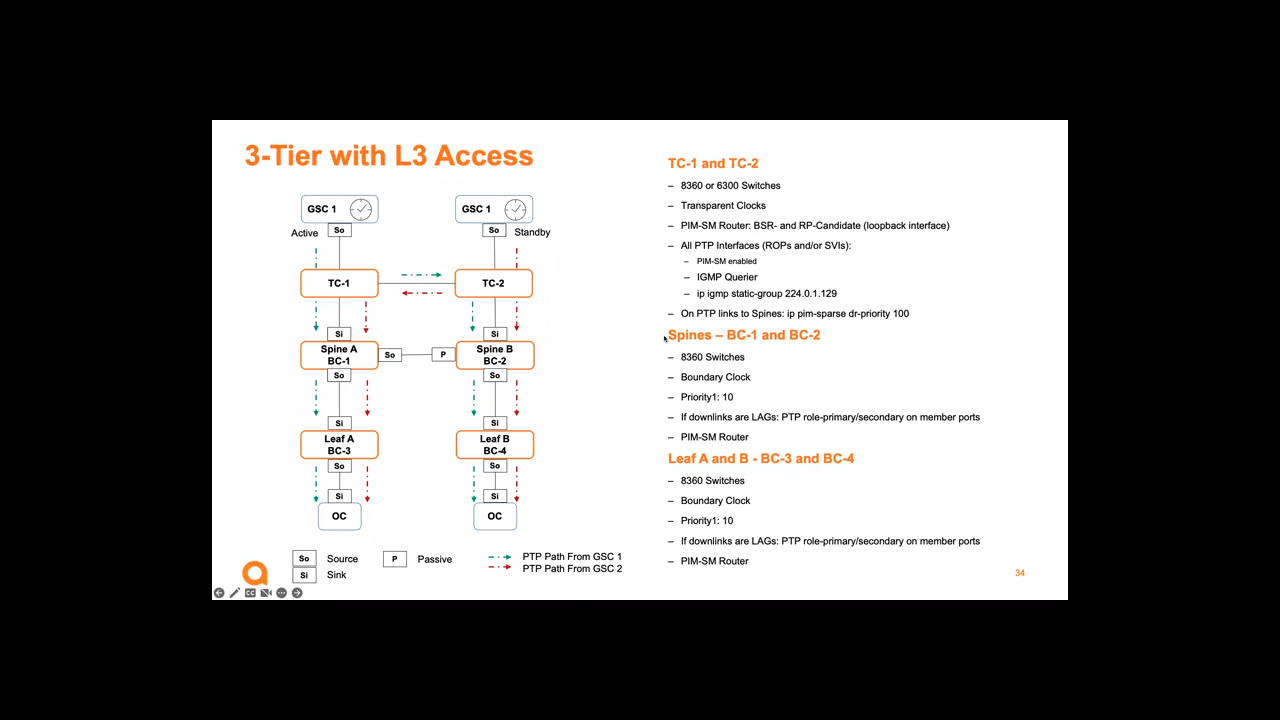 3-Tier with L3 Access
GSC 1
GSC 1
Active
So
So
Standby
TC-1
TC-2
Si
Si
Spine A
BC-1
So
P
Spine B
BC-2
So
So
Si
Si
Leaf A
BC-3
Leaf B
BC-4
So
So
Si
Si
OC
OC
So
Source
P
Passive
Si
Sink
PTP Path From GSC 1
PTP Path From GSC 2
TC-1 and TC-2
– 8360 or 6300 Switches
– Transparent Clocks
– PIM-SM Router: BSR- and RP-Candidate (loopback interface)
– All PTP Interfaces (ROPs and/or SVIs):
– PIM-SM enabled
– IGMP Querier
– ip igmp static-group 224.0.1.129
– On PTP links to Spines: ip pim-sparse dr-priority 100
Spines – BC-1 and BC-2
– 8360 Switches
– Boundary Clock
– Priority1: 10
– If downlinks are LAGs: PTP role-primary/secondary on member ports
– PIM-SM Router
Leaf A and B - BC-3 and BC-4
– 8360 Switches
– Boundary Clock
– Priority1: 10
– If downlinks are LAGs: PTP role-primary/secondary on member ports
– PIM-SM Router
34